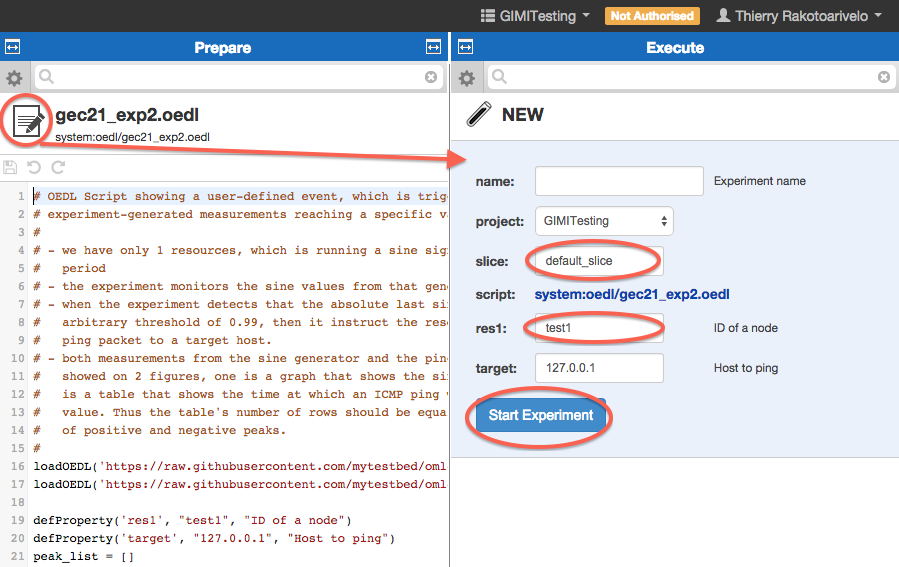 GIMITesting Not Authorised Thierry Rakotoarivelo
Prepare
gec21_exp2.oedl
system:oedl/gec21_exp2.oedl
1 # OEDL Script showing a user-defined event, which is trig
2 # experiment-generated measurements reaching a specific va
3 #
4 # - we have only 1 resources, which is running a sine sig
5 #   period
6 # - the experiment monitors the sine values from that gen
7 # - when the experiment detects that the absolute last si
8 #   arbitrary threshold of 0.99, then it instruct the res
9 #   ping packet to a target host.
10 # - both measurements from the sine generator and the pin
11 #   showed on 2 figures, one is a graph that shows the si
12 #   is a table that shows the time at which an ICMP ping
13 #   value. Thus the table's number of rows should be equa
14 #   of positive and negative peaks.
15 #
16 loadOEDL('https://raw.githubusercontent.com/mytestbed/oml
17 loadOEDL('https://raw.githubusercontent.com/mytestbed/oml
18
19 defProperty('res1', "test1", "ID of a node")
20 defProperty('target', "127.0.0.1", "Host to ping")
21 peak_list = []
Execute
NEW
name: Experiment name
project: GIMITesting
slice: default_slice
script: system:oedl/gec21_exp2.oedl
res1: test1 ID of a node
target: 127.0.0.1 Host to ping
Start Experiment